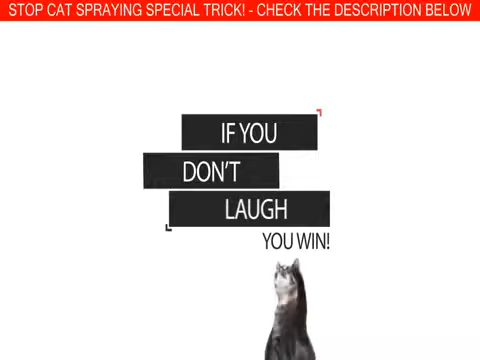 STOP CAT SPRAYING SPECIAL TRICK! - CHECK THE DESCRIPTION BELOW
IF YOU
DON'T
LAUGH
YOU WIN!